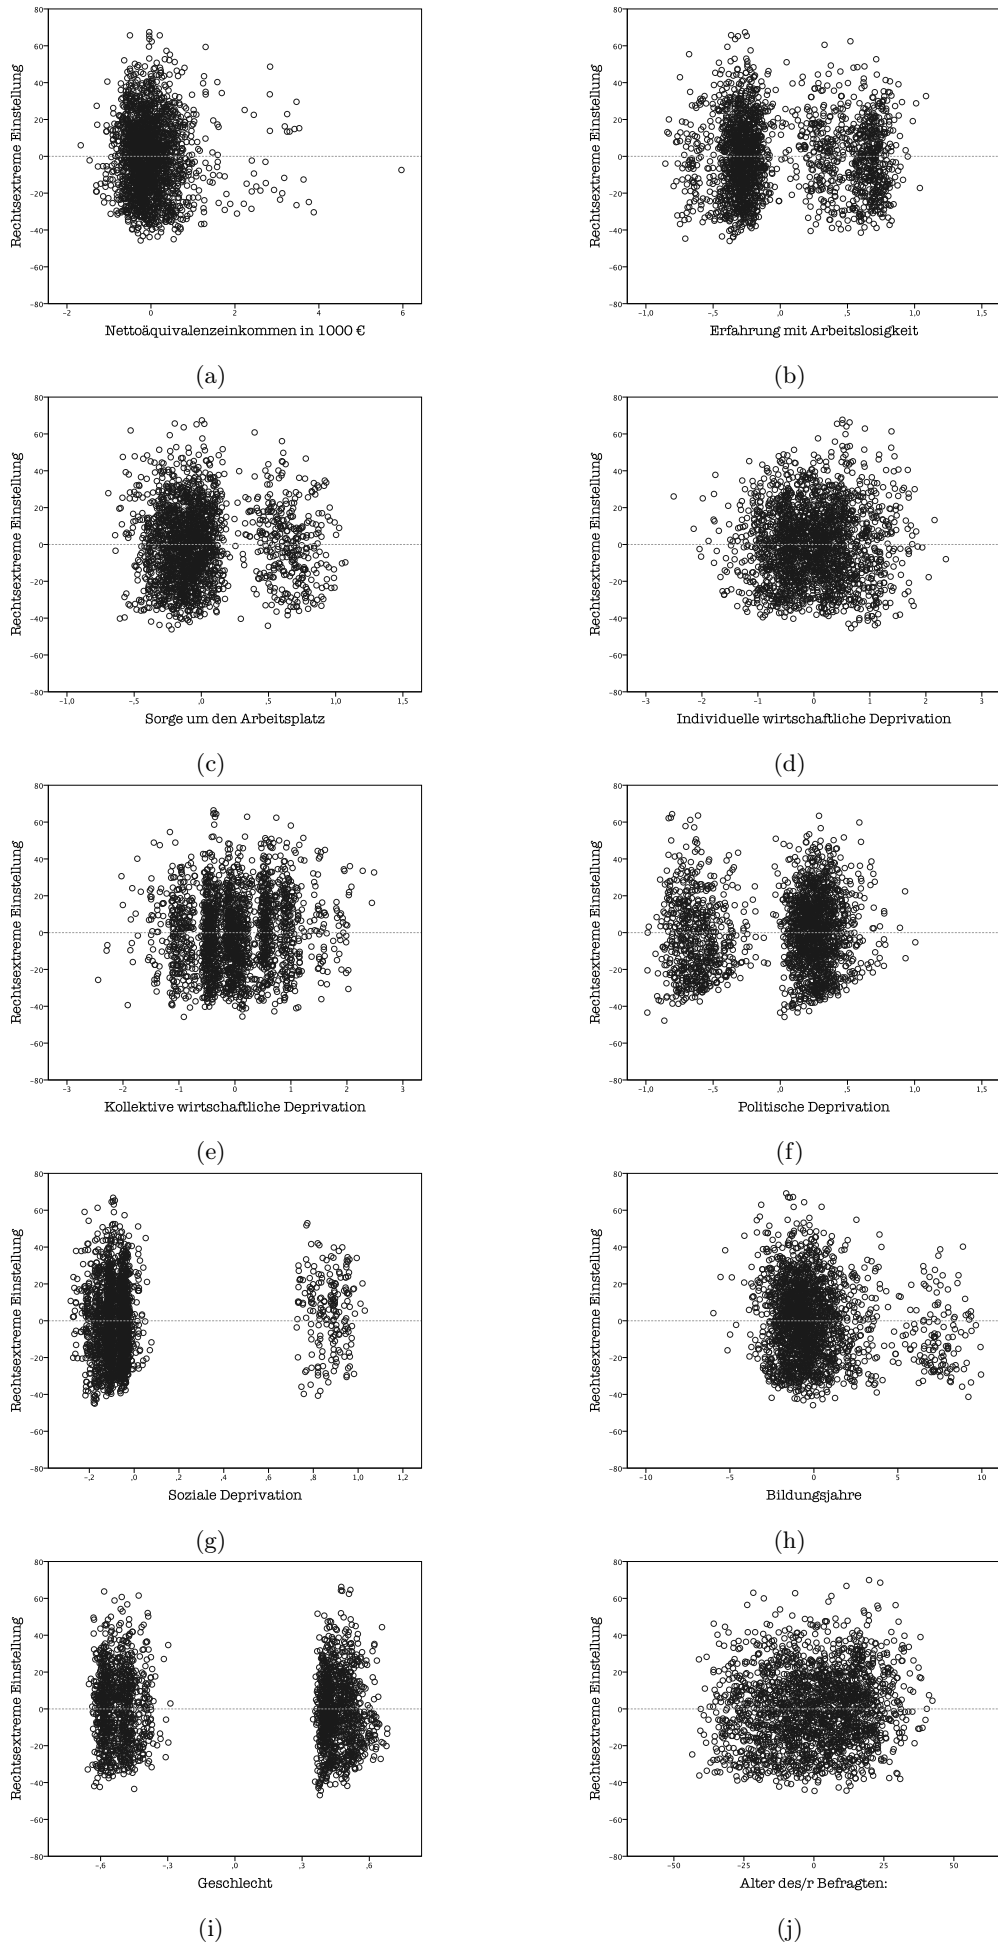 80
60
40
20
0
-20
-40
-60
-80
Rechtsextreme Einstellung
-2 0 2 4 6
Nettoäquivalenzeinkommen in 1000 €
(a)
80
60
40
20
0
-20
-40
-60
-80
Rechtsextreme Einstellung
-1,0 -,5 ,0 ,5 1,0 1,5
Erfahrung mit Arbeitslosigkeit
(b)
80
60
40
20
0
-20
-40
-60
-80
Rechtsextreme Einstellung
-1,0 -,5 ,0 ,5 1,0 1,5
Sorge um den Arbeitsplatz
(c)
80
60
40
20
0
-20
-40
-60
-80
Rechtsextreme Einstellung
-3 -2 -1 0 1 2 3
Individuelle wirtschaftliche Deprivation
(d)
80
60
40
20
0
-20
-40
-60
-80
Rechtsextreme Einstellung
-3 -2 -1 0 1 2 3
Kollektive wirtschaftliche Deprivation
(e)
80
60
40
20
0
-20
-40
-60
-80
Rechtsextreme Einstellung
-1,0 -,5 ,0 ,5 1,0 1,5
Politische Deprivation
(f)
80
60
40
20
0
-20
-40
-60
-80
Rechtsextreme Einstellung
-,2 ,0 ,2 ,4 ,6 ,8 1,0 1,2
Soziale Deprivation
(g)
80
60
40
20
0
-20
-40
-60
-80
Rechtsextreme Einstellung
-10 -5 0 5 10
Bildungsjahre
(h)
80
60
40
20
0
-20
-40
-60
-80
Rechtsextreme Einstellung
-,6 -,3 ,0 ,3 ,6
Geschlecht
(i)
80
60
40
20
0
-20
-40
-60
-80
Rechtsextreme Einstellung
-50 -25 0 25 50
Alter des/r Befragten:
(j)